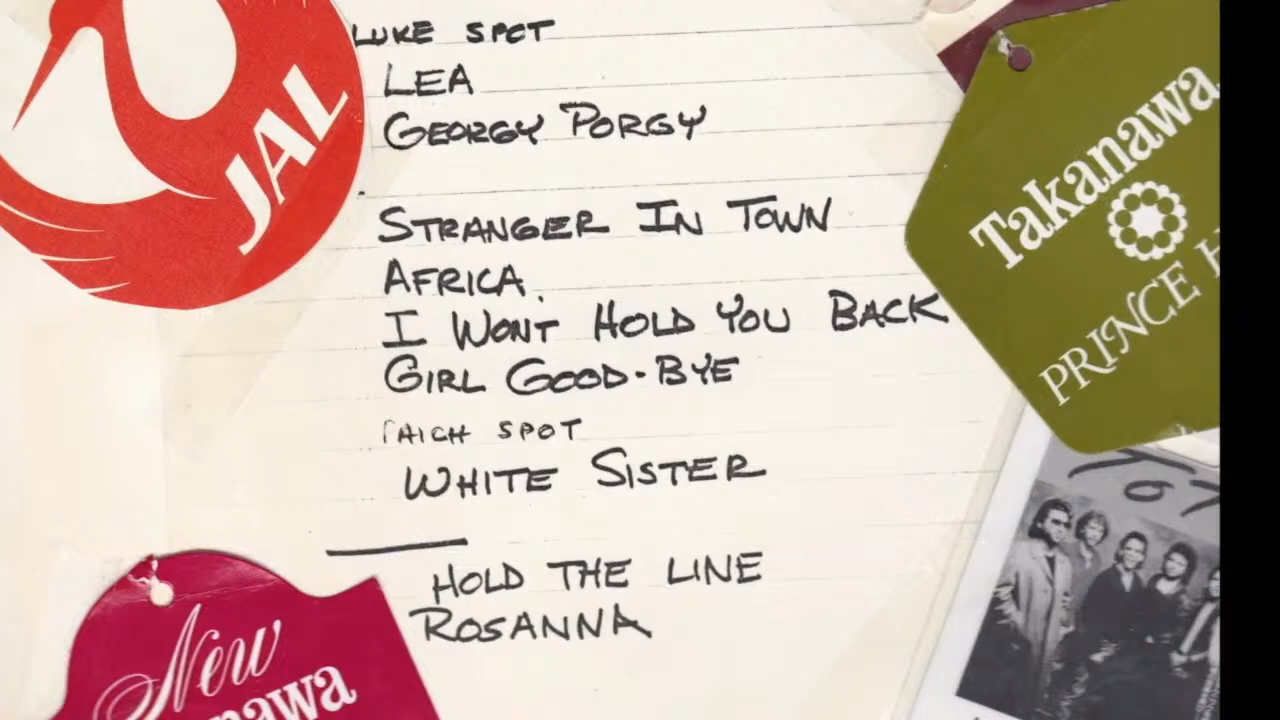 LUKE SPOT
LEA
GEORGY PORGY
STRANGER IN TOWN
AFRICA.
I WONT HOLD YOU BACK
GIRL GOOD-BYE
SPOT
WHITE SISTER
HOLD THE LINE
ROSANNA
JAL
Takanawa
PRINCE H
New
nawa